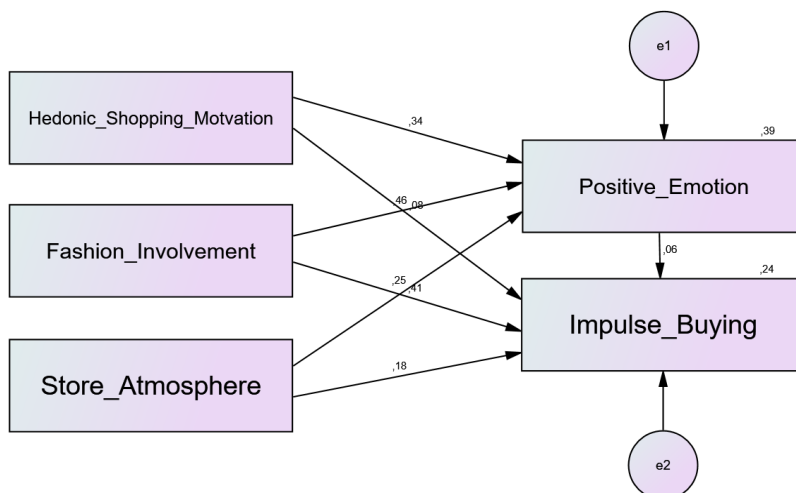 e1
Hedonic_Shopping_Motvation
,34
,39
Positive_Emotion
,46
,08
Fashion_Involvement
,06
,25
,41
,24
Impulse_Buying
Store_Atmosphere
,18
e2